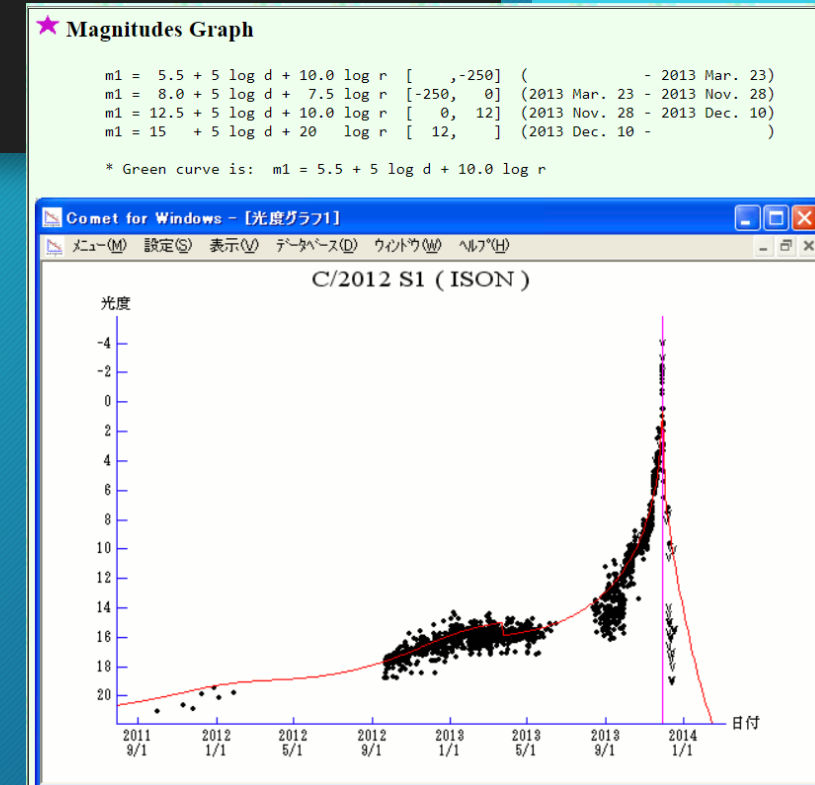 Magnitudes Graph
m1 =  5.5 + 5 log d + 10.0 log r  [    ,-250]  (             - 2013 Mar. 23)
m1 =  8.0 + 5 log d +  7.5 log r  [-250,   0]  (2013 Mar. 23 - 2013 Nov. 28)
m1 = 12.5 + 5 log d + 10.0 log r  [   0,  12]  (2013 Nov. 28 - 2013 Dec. 10)
m1 = 15   + 5 log d + 20   log r  [  12,    ]  (2013 Dec. 10 -             )
* Green curve is:  m1 = 5.5 + 5 log d + 10.0 log r
Comet for Windows - [光度グラフ1]
メニュー(M) 設定(S) 表示(V) データベース(D) ウィンドウ(W) ヘルプ(H)
C/2012 S1 ( ISON )
光度
-4
-2
0
2
4
6
8
10
12
14
16
18
20
日付
2011 2012 2012 2012 2013 2013 2013 2014
9/1 1/1 5/1 9/1 1/1 5/1 9/1 1/1